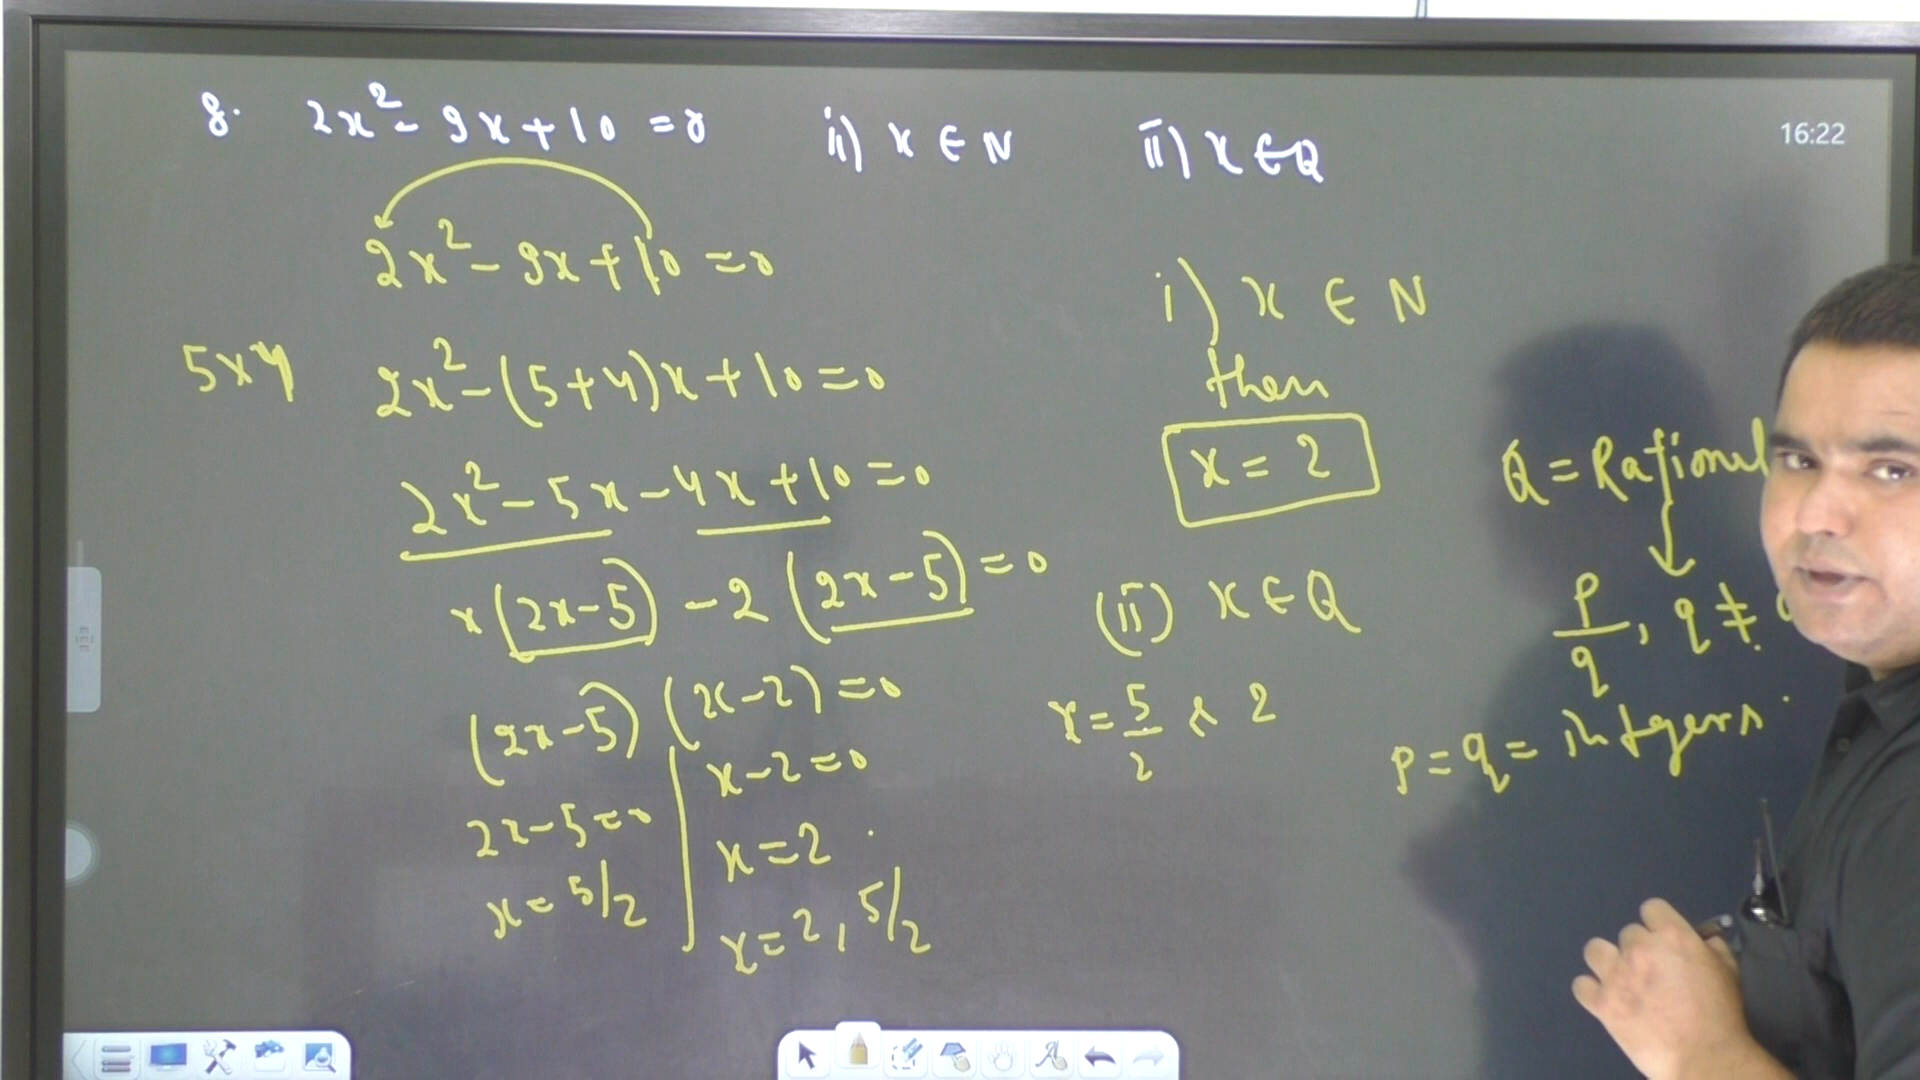 8. 2x² - 9x + 10 = 0 ii) x ∈ N ii) x ∈ Q
16:22
2x² - 9x + 10 = 0
5x4 2x² - (5+4)x + 10 = 0
2x² - 5x - 4x + 10 = 0
x(2x-5) - 2(2x-5) = 0
(2x-5)(x-2) = 0
2x-5 = 0
x = 5/2
x-2 = 0
x = 2
x = 2, 5/2
i) x ∈ N
then
x = 2
(ii) x ∈ Q
x = 5/2 & 2
Q = Rational
p/q, q ≠
p = q = integers.